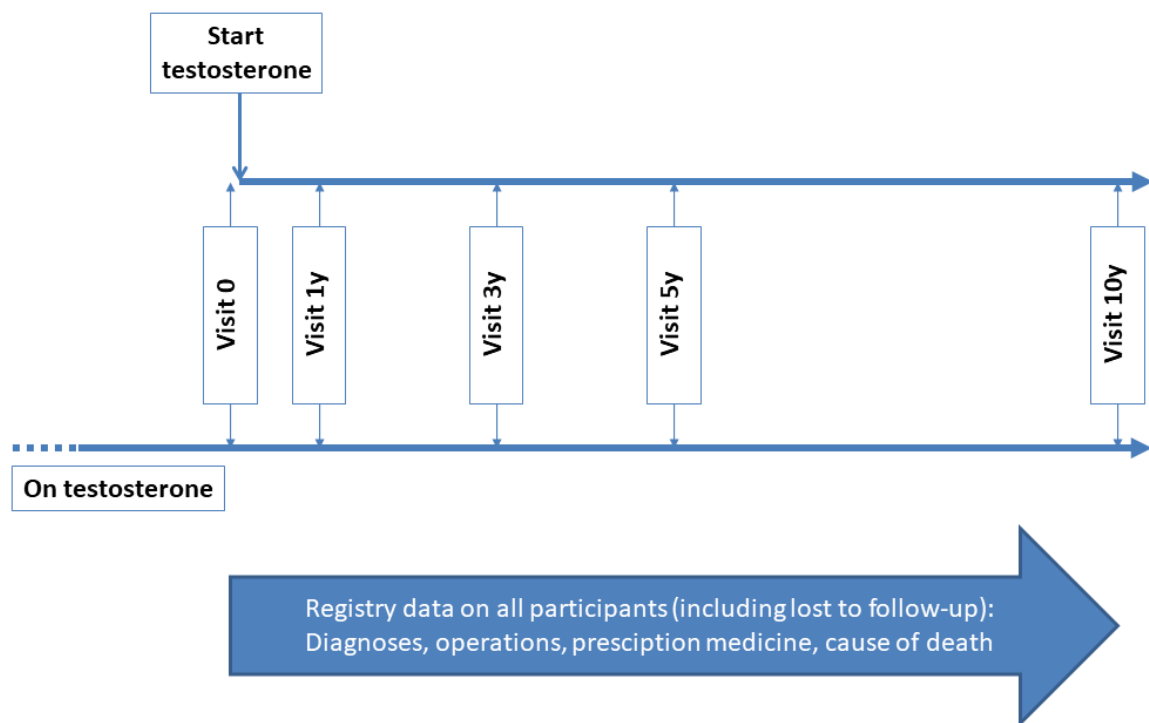 Start
testosterone
Visit 0
Visit 1y
Visit 3y
Visit 5y
Visit 10y
On testosterone
Registry data on all participants (including lost to follow-up):
Diagnoses, operations, presciption medicine, cause of death